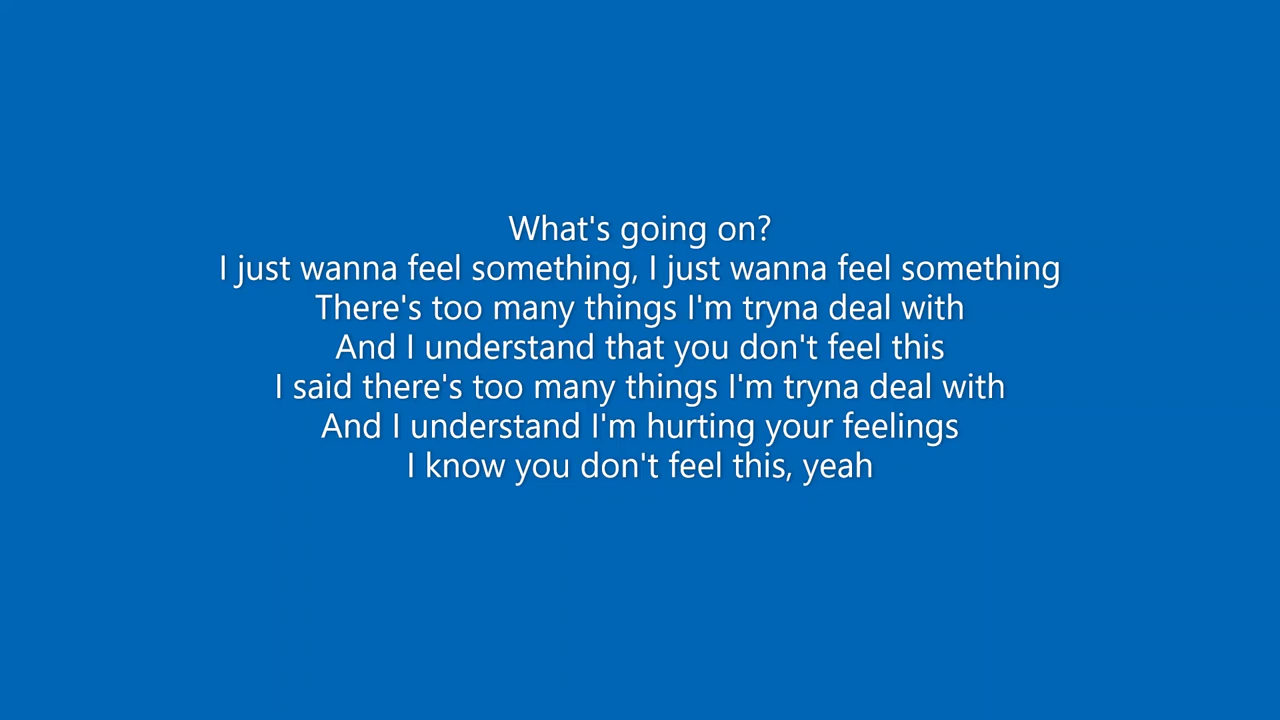 What's going on?
I just wanna feel something, I just wanna feel something
There's too many things I'm tryna deal with
And I understand that you don't feel this
I said there's too many things I'm tryna deal with
And I understand I'm hurting your feelings
I know you don't feel this, yeah